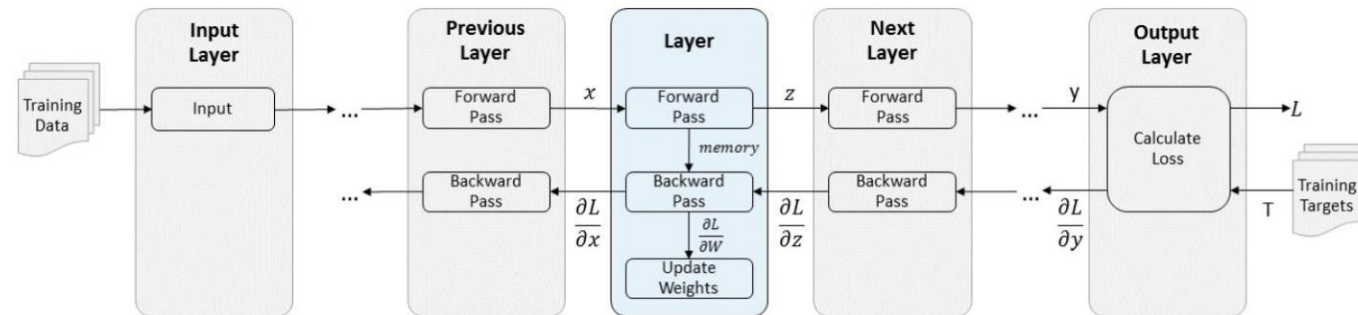 Input
Layer
Previous
Layer
Layer
Next
Layer
Output
Layer
Training
Data
Input
...
Forward
Pass
x
Forward
Pass
z
Forward
Pass
...
y
Calculate
Loss
L
memory
...
Backward
Pass
∂L
∂x
Backward
Pass
∂L
∂z
Backward
Pass
...
∂L
∂y
T
Training
Targets
∂L
∂W
Update
Weights